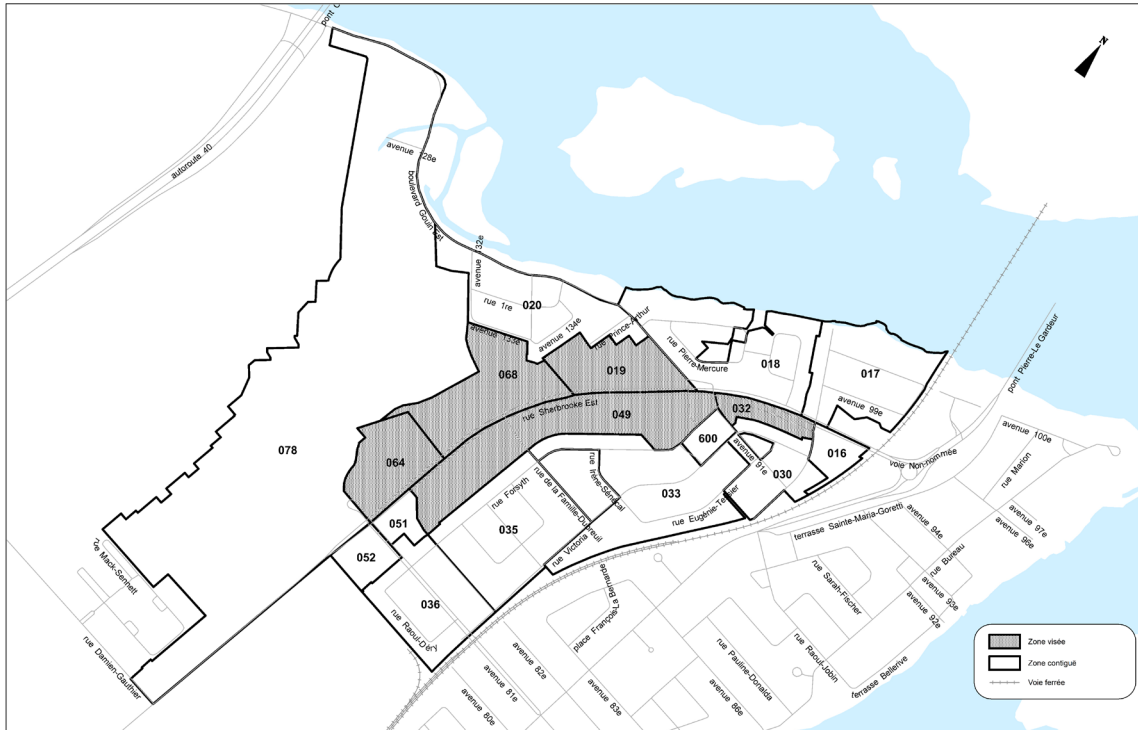 pont
N
autoroute 40
avenue 128e
boulevard Gouin Est
avenue 132e
rue 1re
020
avenue 134e
rue Prince-Arthur
avenue 133e
rue Pierre-Mercure
018
017
avenue 99e
pont Pierre-Le Gardeur
068
019
rue Sherbrooke Est
049
032
600
avenue 91e
030
016
voie Non-nommée
avenue 100e
rue Marion
078
064
rue Irène-Sénécal
rue Forsyth
rue de la Famille-Dubreuil
033
rue Eugénie-Tessier
terrasse Sainte-Maria-Goretti
avenue 94e
avenue 97e
avenue 96e
051
035
rue Victoria
052
rue Mack-Sennett
036
rue Raoul-Déry
rue Damien-Gauthier
place François-La Bernarde
rue Sarah-Fischer
rue Bureau
avenue 93e
avenue 92e
avenue 82e
avenue 81e
avenue 80e
avenue 83e
rue Pauline-Donalda
avenue 86e
rue Raoul-Jobin
terrasse Bellerive
Zone visée
Zone contiguë
Voie ferrée